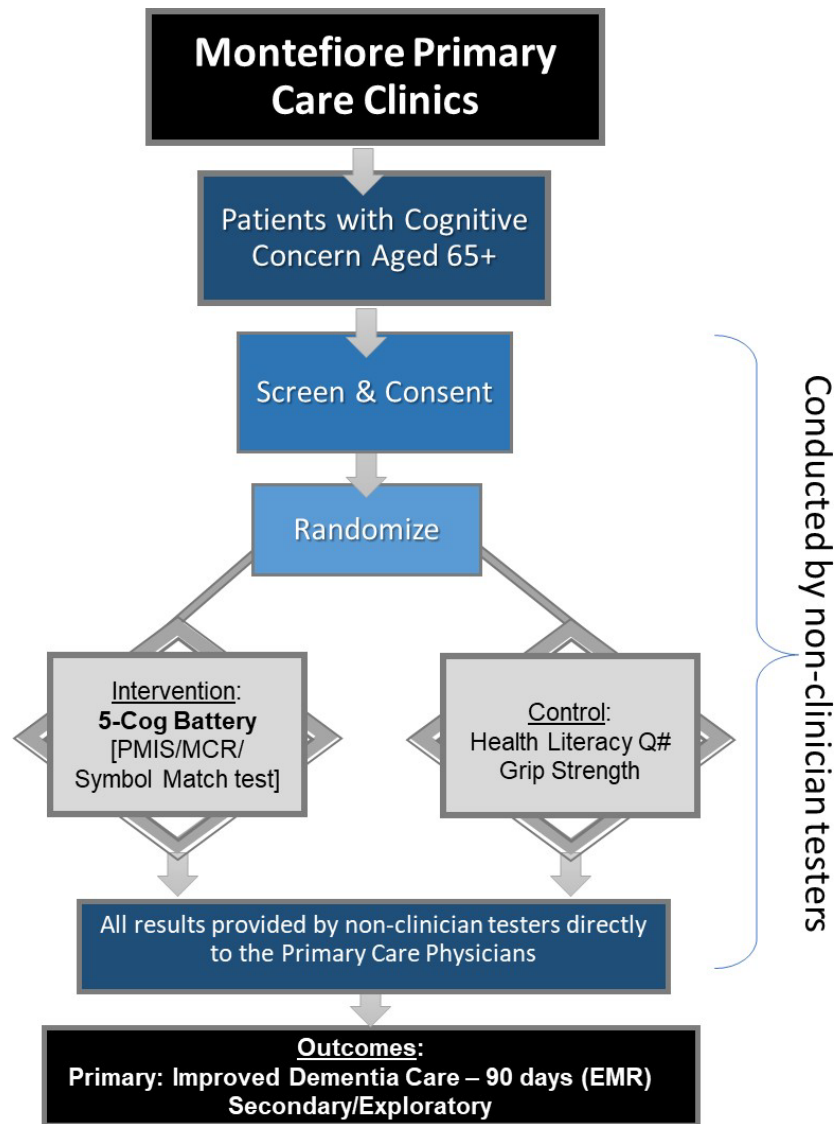 Montefiore Primary
Care Clinics
Patients with Cognitive
Concern Aged 65+
Screen & Consent
Randomize
Intervention:
5-Cog Battery
[PMIS/MCR/
Symbol Match test]
Control:
Health Literacy Q#
Grip Strength
All results provided by non-clinician testers directly
to the Primary Care Physicians
Outcomes:
Primary: Improved Dementia Care – 90 days (EMR)
Secondary/Exploratory
Conducted by non-clinician testers